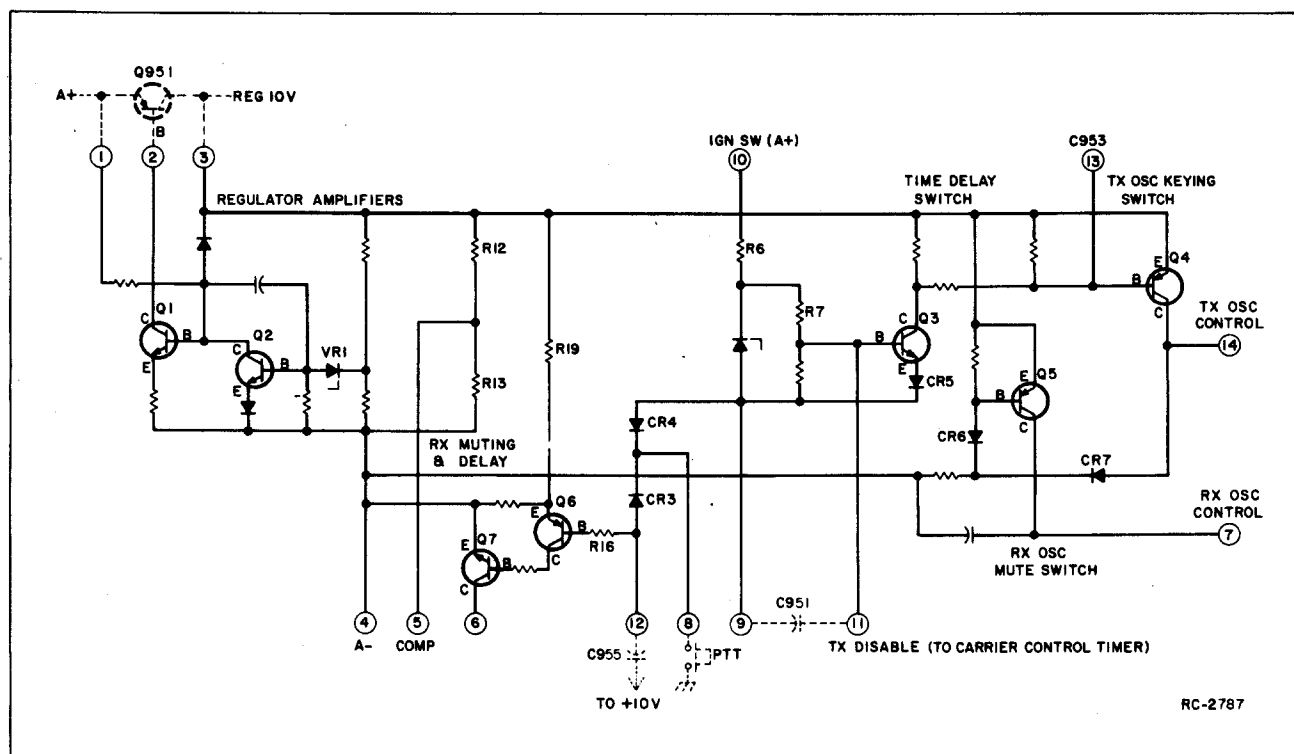 Q951
A+
REG 10V
B
1
2
3
IGN SW (A+)
10
C953
13
REGULATOR AMPLIFIERS
TIME DELAY
SWITCH
TX OSC KEYING
SWITCH
R12
R6
E
Q4
B
C
Q1
C
B
E
Q2
C
B
E
VR1
R19
R7
C
Q3
B
E
CR5
TX OSC
CONTROL
14
R13
Q5
E
B
C
RX MUTING
& DELAY
CR4
CR6
CR7
CR3
RX OSC
CONTROL
7
Q6
E
B
C
R16
Q7
E
B
C
RX OSC
MUTE SWITCH
4
5
6
12
8
9
C951
11
A-
COMP
TX DISABLE (TO CARRIER CONTROL TIMER)
C955
PTT
TO +10V
RC-2787